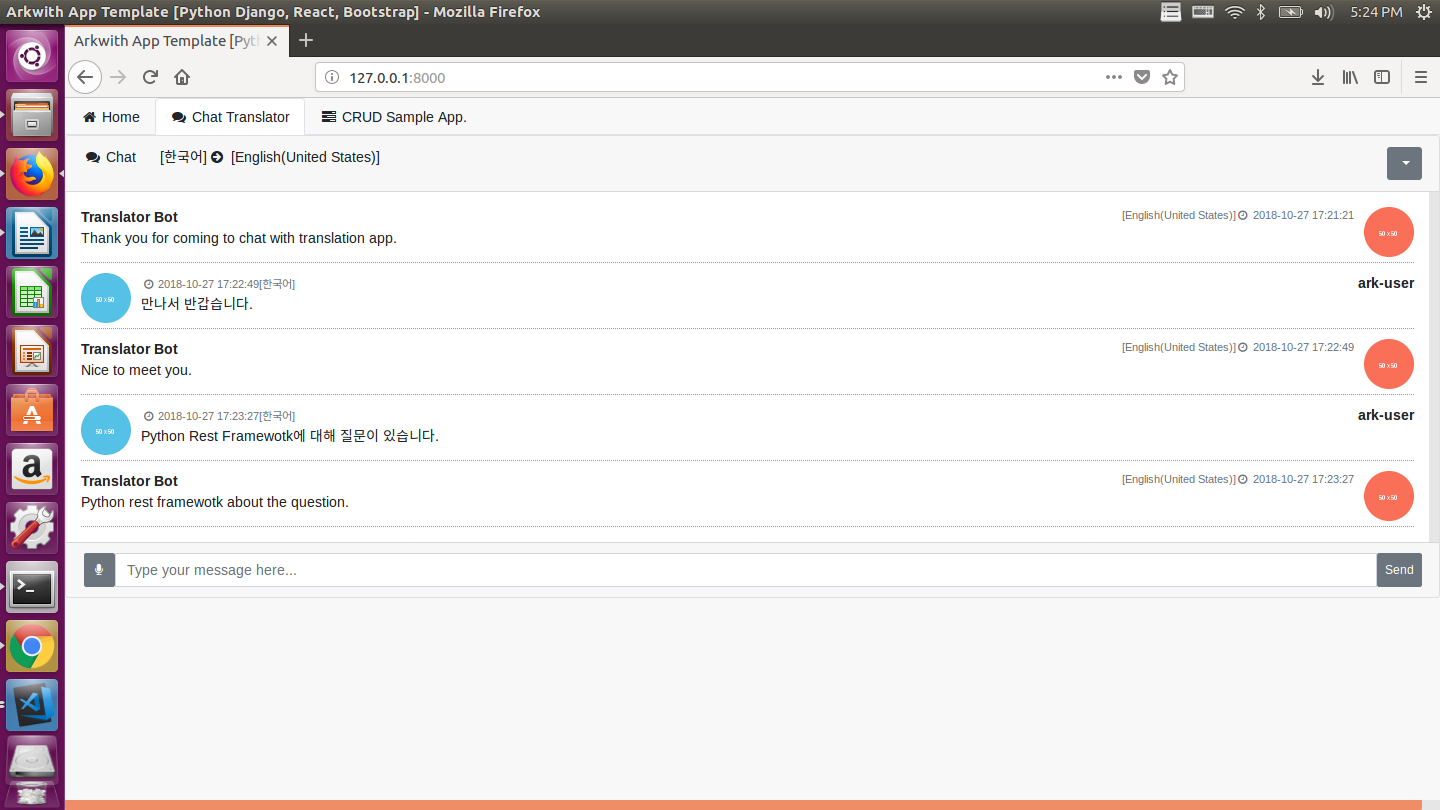 Arkwith App Template [Python Django, React, Bootstrap] - Mozilla Firefox
5:24 PM
Arkwith App Template [Pyth
127.0.0.1:8000
Home
Chat Translator
CRUD Sample App.
Chat [한국어] [English(United States)]
Translator Bot
[English(United States)] 2018-10-27 17:21:21
Thank you for coming to chat with translation app.
50 x 50
50 x 50
2018-10-27 17:22:49[한국어]
ark-user
만나서 반갑습니다.
Translator Bot
[English(United States)] 2018-10-27 17:22:49
Nice to meet you.
50 x 50
50 x 50
2018-10-27 17:23:27[한국어]
ark-user
Python Rest Framewotk에 대해 질문이 있습니다.
Translator Bot
[English(United States)] 2018-10-27 17:23:27
Python rest framewotk about the question.
50 x 50
Type your message here...
Send